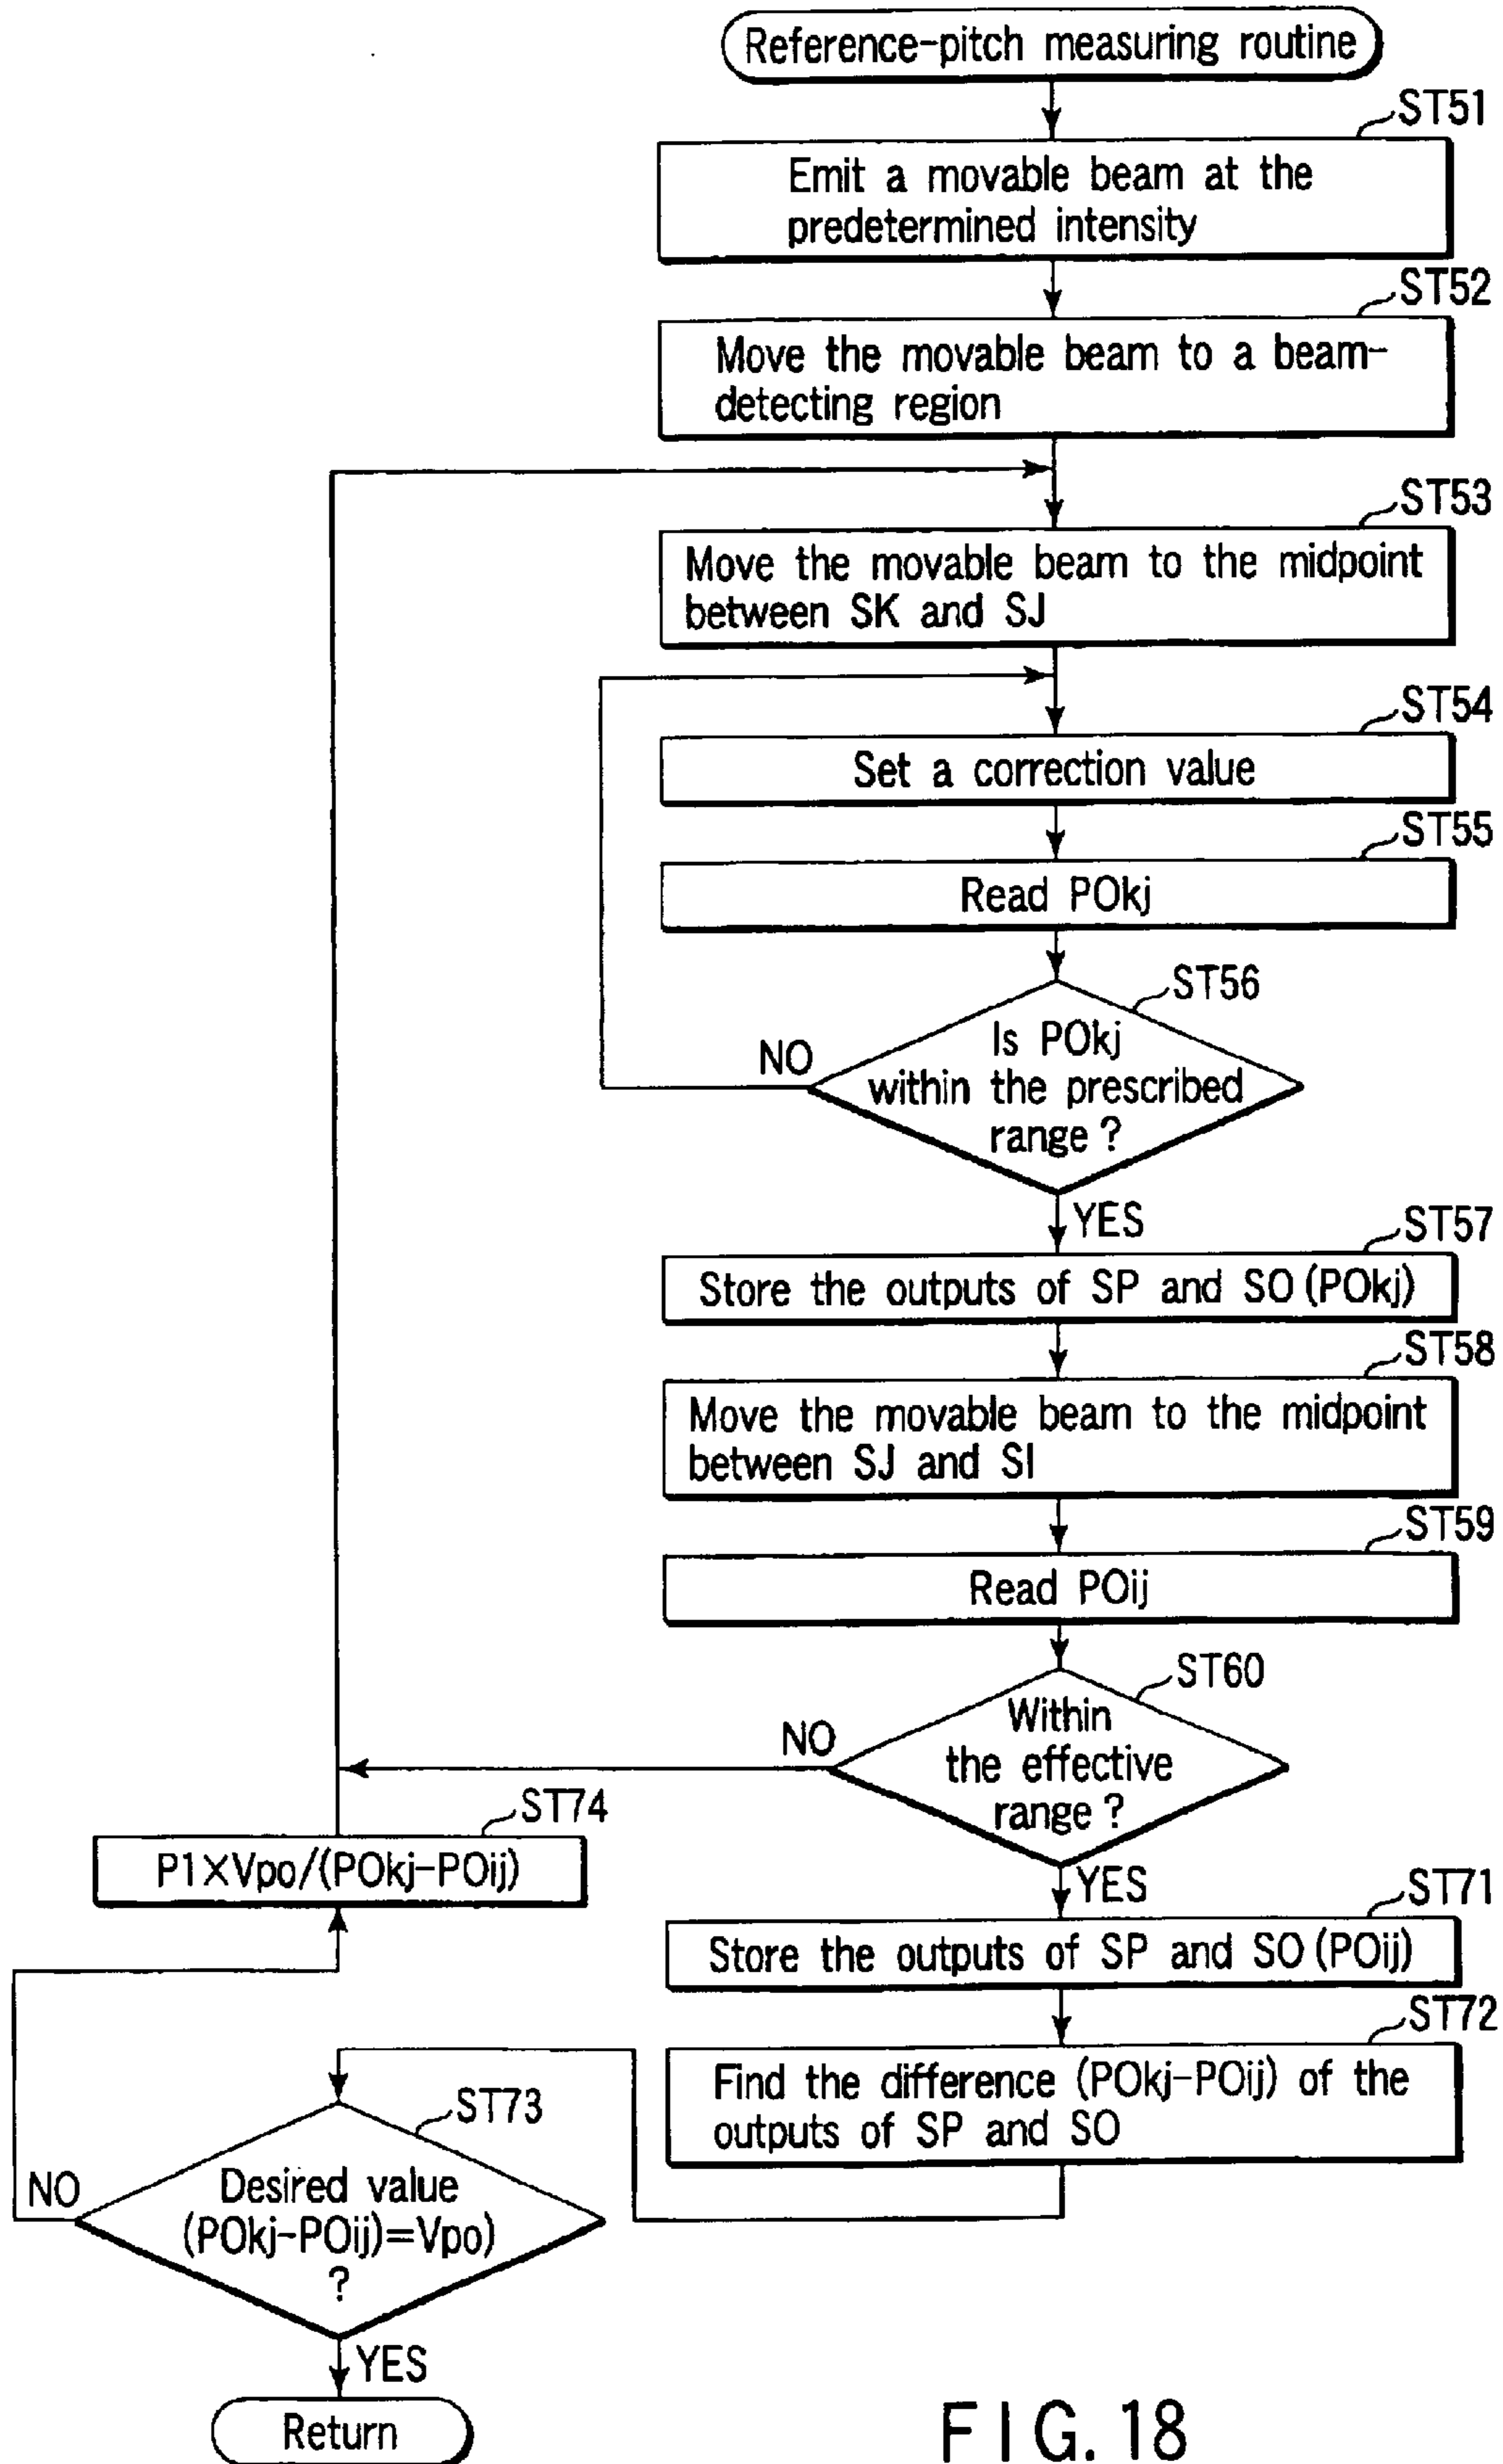 Reference-pitch measuring routine
ST51
Emit a movable beam at the
predetermined intensity
ST52
Move the movable beam to a beam-
detecting region
ST53
Move the movable beam to the midpoint
between SK and SJ
ST54
Set a correction value
ST55
Read POkj
ST56
Is POkj
within the prescribed
range?
NO
YES
ST57
Store the outputs of SP and SO (POkj)
ST58
Move the movable beam to the midpoint
between SJ and SI
ST59
Read POij
ST60
Within
the effective
range?
NO
YES
ST74
P1×Vpo/(POkj-POij)
ST71
Store the outputs of SP and SO (POij)
ST72
Find the difference (POkj-POij) of the
outputs of SP and SO
ST73
Desired value
(POkj-POij)=Vpo)
?
NO
YES
Return
FIG. 18